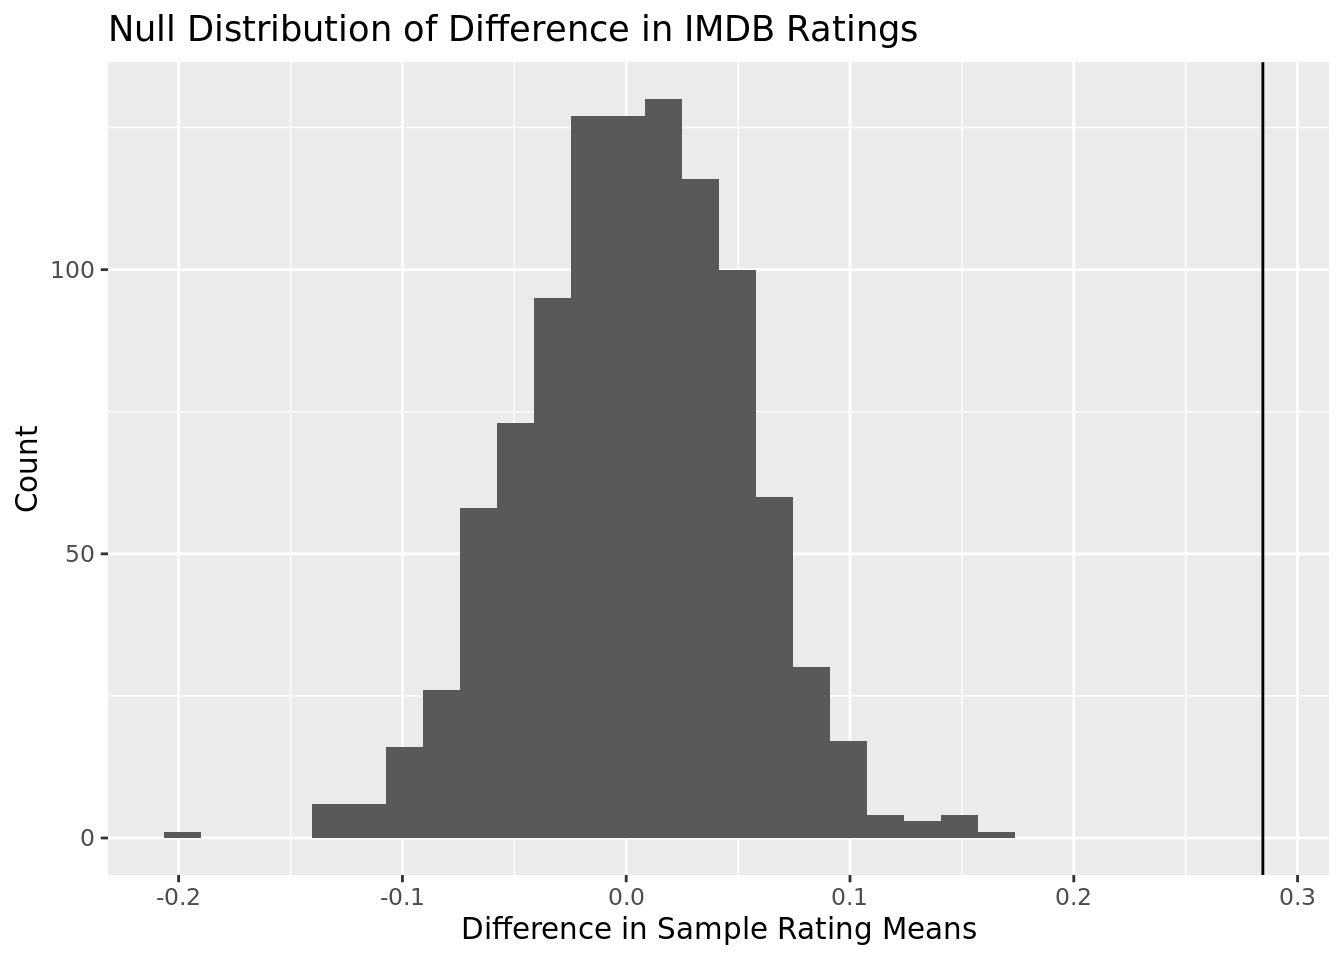 Null Distribution of Difference in IMDB Ratings
100
50
0
Count
-0.2 -0.1 0.0 0.1 0.2 0.3
Difference in Sample Rating Means